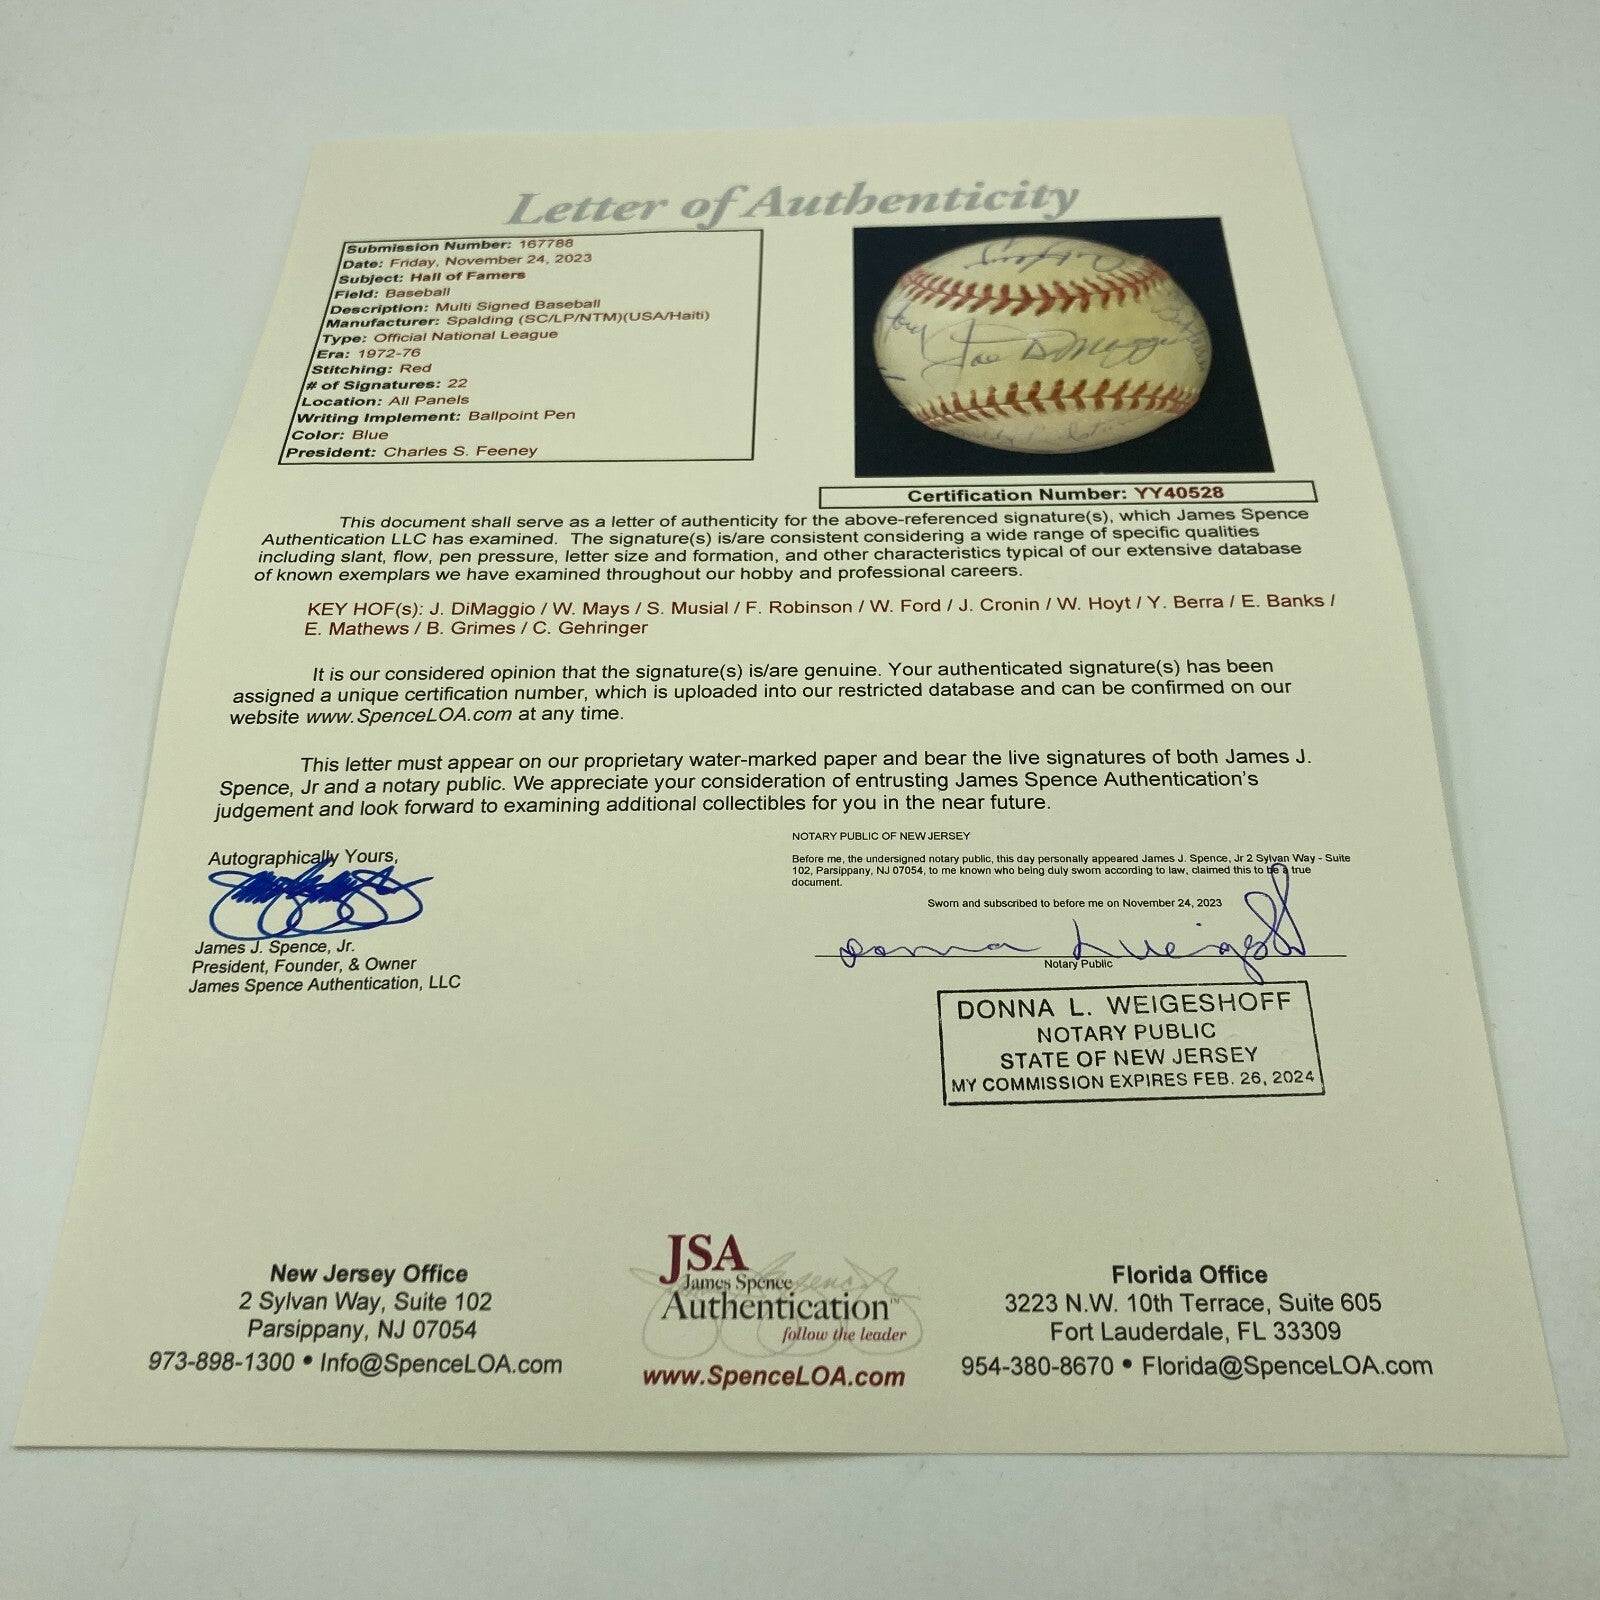 Letter of Authenticity
Submission Number: 167788
Date: Friday, November 24, 2023
Subject: Hall of Famers
Field: Baseball
Description: Multi Signed Baseball
Manufacturer: Spalding (SC/LP/NTM)(USA/Haiti)
Type: Official National League
Era: 1972-76
Stitching: Red
# of Signatures: 22
Location: All Panels
Writing Implement: Ballpoint Pen
Color: Blue
President: Charles S. Feeney
Joe DiMaggio
Certification Number: YY40528
This document shall serve as a letter of authenticity for the above-referenced signature(s), which James Spence
Authentication LLC has examined. The signature(s) is/are consistent considering a wide range of specific qualities
including slant, flow, pen pressure, letter size and formation, and other characteristics typical of our extensive database
of known exemplars we have examined throughout our hobby and professional careers.
KEY HOF(s): J. DiMaggio / W. Mays / S. Musial / F. Robinson / W. Ford / J. Cronin / W. Hoyt / Y. Berra / E. Banks /
E. Mathews / B. Grimes / C. Gehringer
It is our considered opinion that the signature(s) is/are genuine. Your authenticated signature(s) has been
assigned a unique certification number, which is uploaded into our restricted database and can be confirmed on our
website www.SpenceLOA.com at any time.
This letter must appear on our proprietary water-marked paper and bear the live signatures of both James J.
Spence, Jr and a notary public. We appreciate your consideration of entrusting James Spence Authentication's
judgement and look forward to examining additional collectibles for you in the near future.
Autographically Yours,
James J. Spence, Jr.
President, Founder, & Owner
James Spence Authentication, LLC
NOTARY PUBLIC OF NEW JERSEY
Before me, the undersigned notary public, this day personally appeared James J. Spence, Jr 2 Sylvan Way - Suite
102, Parsippany, NJ 07054, to me known who being duly sworn according to law, claimed this to be a true
document.
Sworn and subscribed to before me on November 24, 2023
Donna L Weigeshoff
Notary Public
DONNA L. WEIGESHOFF
NOTARY PUBLIC
STATE OF NEW JERSEY
MY COMMISSION EXPIRES FEB. 26, 2024
New Jersey Office
2 Sylvan Way, Suite 102
Parsippany, NJ 07054
973-898-1300 • Info@SpenceLOA.com
JSA
James Spence
Authentication™
follow the leader
www.SpenceLOA.com
Florida Office
3223 N.W. 10th Terrace, Suite 605
Fort Lauderdale, FL 33309
954-380-8670 • Florida@SpenceLOA.com